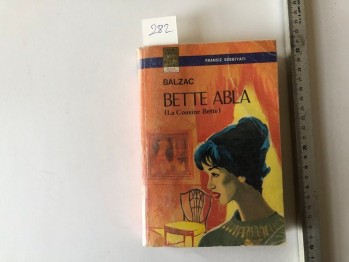 282
FRANSIZ EDEBİYATI
BALZAC
BETTE ABLA
(La Cousine Bette)